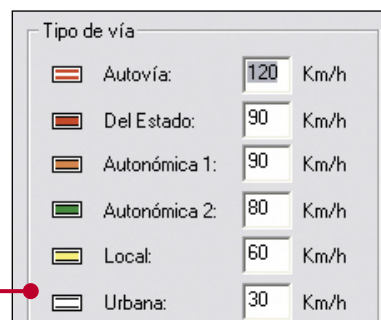 Tipo de vía
Autovía: 120 Km/h
Del Estado: 90 Km/h
Autonómica 1: 90 Km/h
Autonómica 2: 80 Km/h
Local: 60 Km/h
Urbana: 30 Km/h